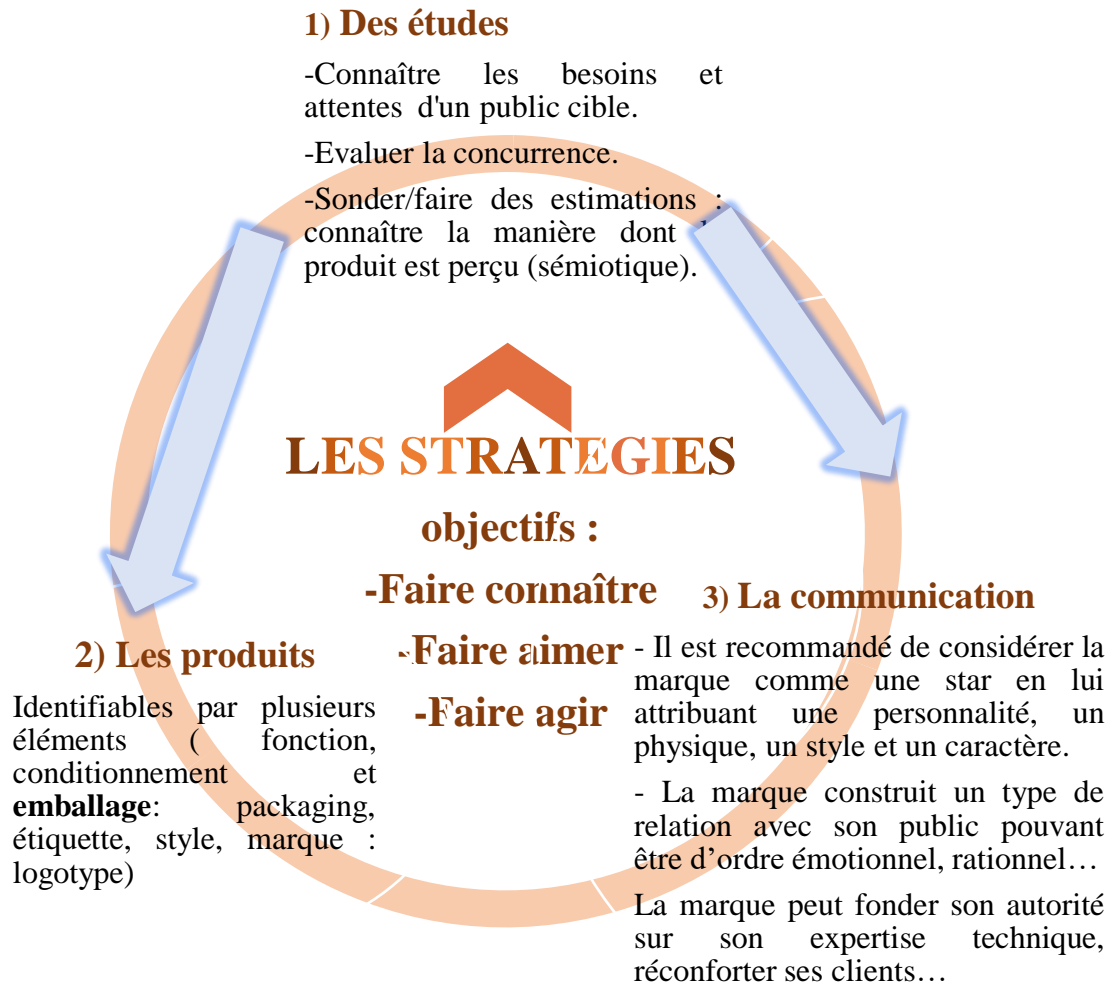 1) Des études
-Connaître les besoins et
attentes d'un public cible.
-Evaluer la concurrence.
-Sonder/faire des estimations :
connaître la manière dont
produit est perçu (sémiotique).
LES STRATEGIES
objectifs :
-Faire connaître
-Faire aimer
-Faire agir
2) Les produits
Identifiables par plusieurs
éléments ( fonction,
conditionnement et
emballage: packaging,
étiquette, style, marque :
logotype)
3) La communication
- Il est recommandé de considérer la
marque comme une star en lui
attribuant une personnalité, un
physique, un style et un caractère.
- La marque construit un type de
relation avec son public pouvant
être d’ordre émotionnel, rationnel…
La marque peut fonder son autorité
sur son expertise technique,
réconforter ses clients…